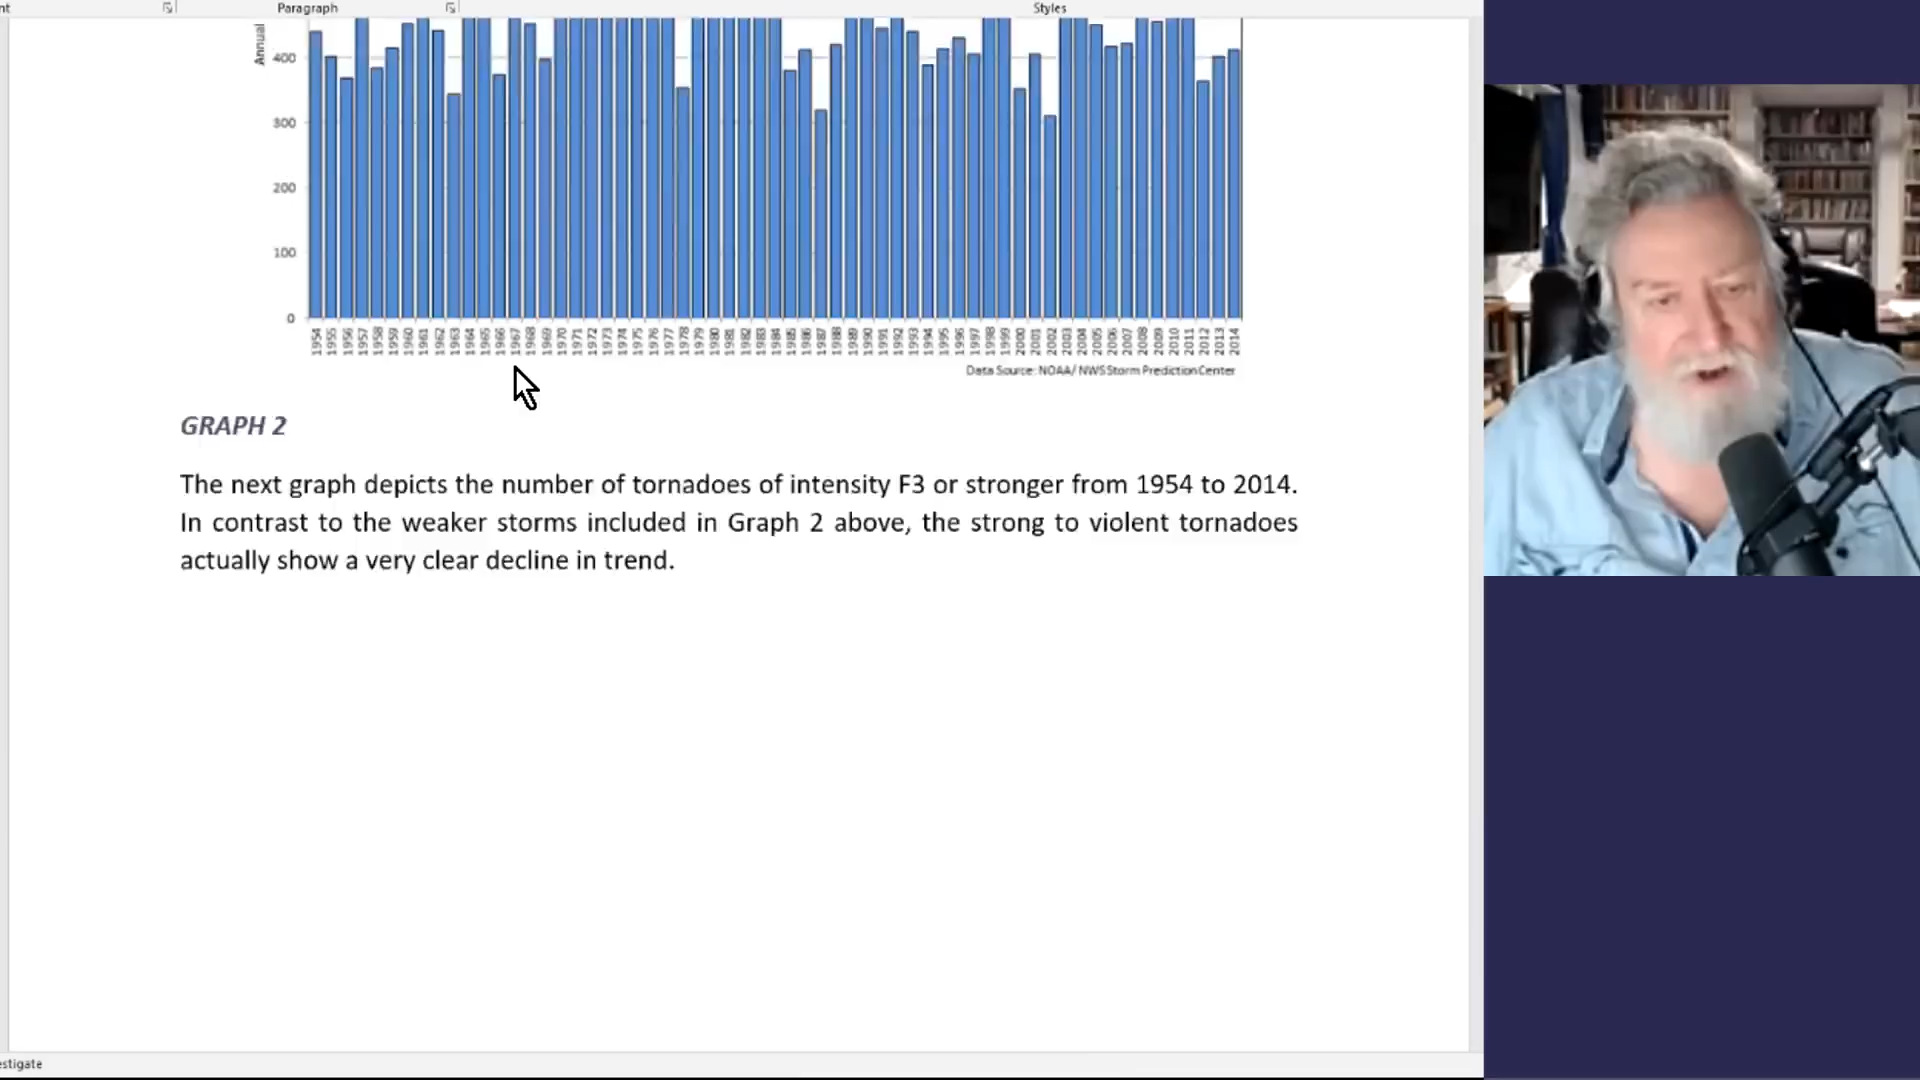 nt
Paragraph
Styles
Annual
400
300
200
100
0
1954 1955 1956 1957 1958 1959 1960 1961 1962 1963 1964 1965 1966 1967 1968 1969 1970 1971 1972 1973 1974 1975 1976 1977 1978 1979 1980 1981 1982 1983 1984 1985 1986 1987 1988 1989 1990 1991 1992 1993 1994 1995 1996 1997 1998 1999 2000 2001 2002 2003 2004 2005 2006 2007 2008 2009 2010 2011 2012 2013 2014
Data Source: NOAA/ NWS Storm Prediction Center
GRAPH 2
The next graph depicts the number of tornadoes of intensity F3 or stronger from 1954 to 2014.
In contrast to the weaker storms included in Graph 2 above, the strong to violent tornadoes
actually show a very clear decline in trend.
estigate